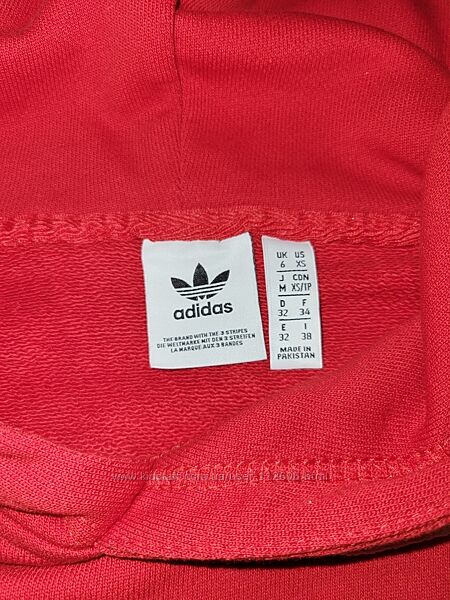 adidas
THE BRAND WITH THE 3 STRIPES
DIE WELTMARKE MIT DEN 3 STREIFEN
LA MARQUE AUX 3 BANDES
UK US
6 XS
J CDN
M XS/TP
D F
32 34
E I
32 38
MADE IN
PAKISTAN